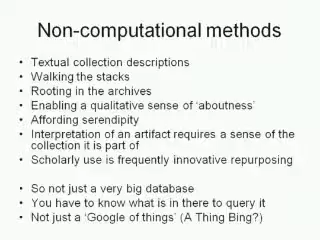 Non-computational methods
• Textual collection descriptions
• Walking the stacks
• Rooting in the archives
• Enabling a qualitative sense of ‘aboutness’
• Affording serendipity
• Interpretation of an artifact requires a sense of the
collection it is part of
• Scholarly use is frequently innovative repurposing
• So not just a very big database
• You have to know what is in there to query it
• Not just a ‘Google of things’ (A Thing Bing?)